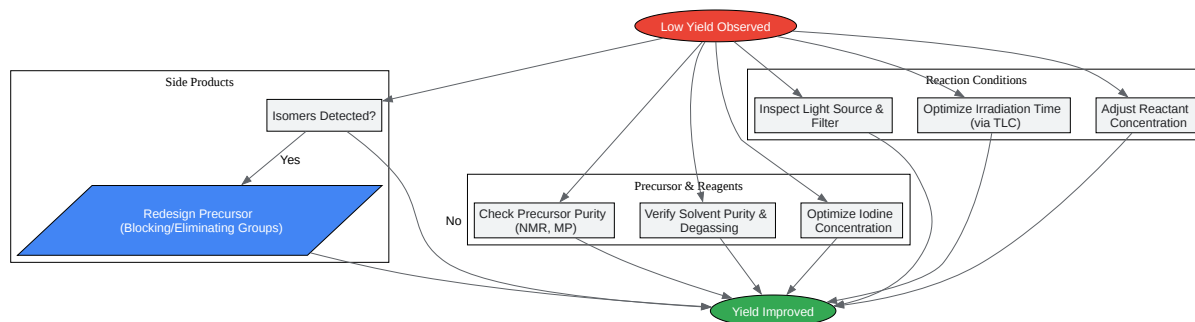 Low Yield Observed
Side Products
Reaction Conditions
Isomers Detected?
Inspect Light Source &
Filter
Optimize Irradiation Time
(via TLC)
Adjust Reactant
Concentration
Yes
Precursor & Reagents
Redesign Precursor
(Blocking/Eliminating Groups)
No
Check Precursor Purity
(NMR, MP)
Verify Solvent Purity &
Degassing
Optimize Iodine
Concentration
Yield Improved